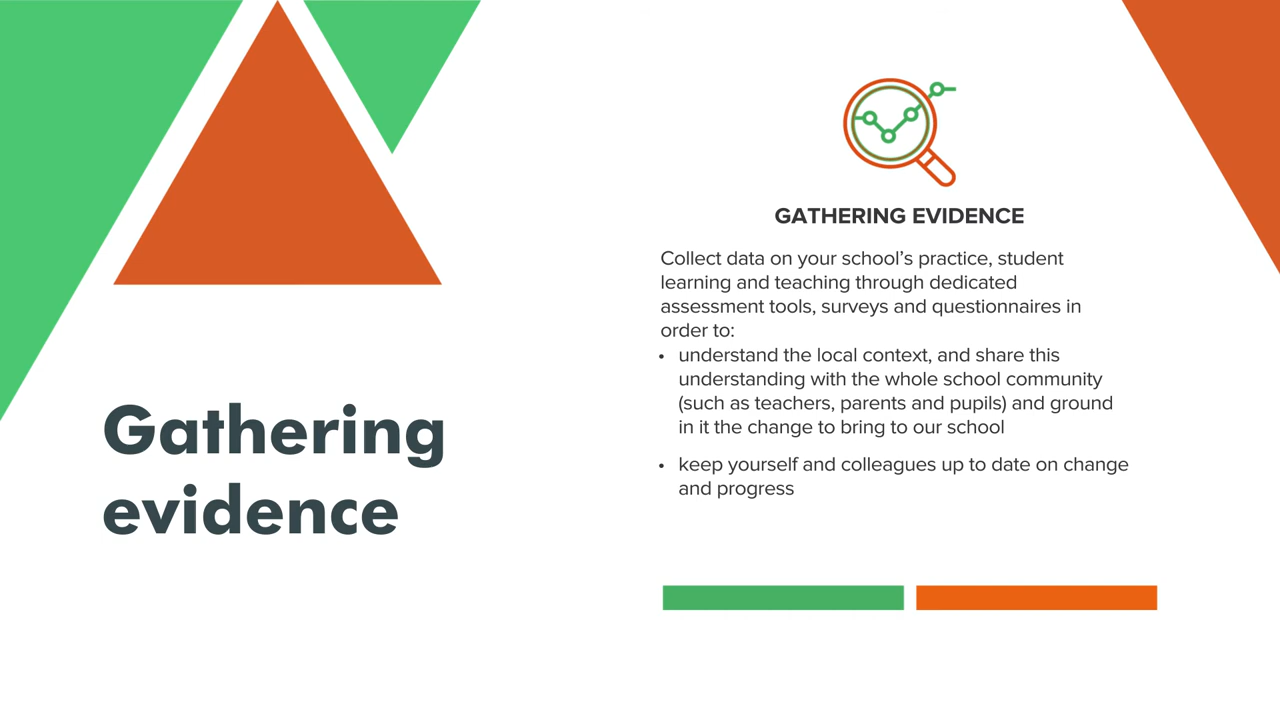 Gathering
evidence
GATHERING EVIDENCE
Collect data on your school’s practice, student
learning and teaching through dedicated
assessment tools, surveys and questionnaires in
order to:
• understand the local context, and share this
understanding with the whole school community
(such as teachers, parents and pupils) and ground
in it the change to bring to our school
• keep yourself and colleagues up to date on change
and progress